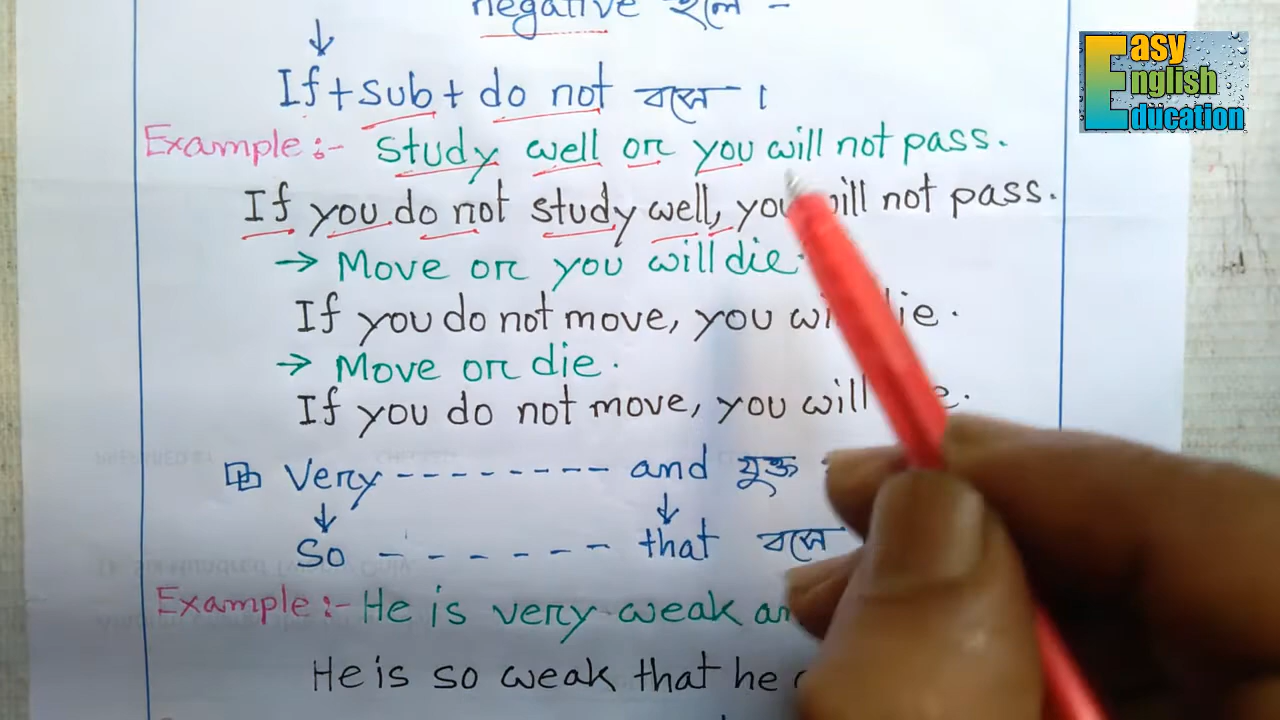 negative হলে -
Easy
English
Education
↓
If + sub + do not বসে ।
Example :- Study well or you will not pass.
If you do not study well, you will not pass.
→ Move or you will die.
If you do not move, you will die.
→ Move or die.
If you do not move, you will
Very -------- and যুক্ত
↓ ↓
So - - - - - - - that বসে
Example :- He is very weak an
He is so weak that he